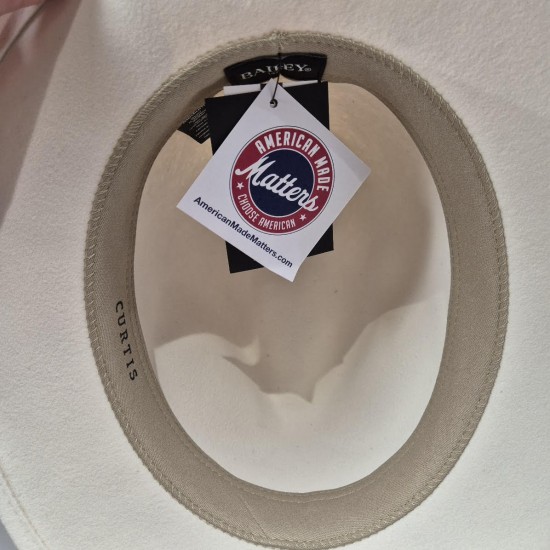 BAILEY®
AMERICAN MADE
Matters
CHOOSE AMERICAN
AmericanMadeMatters.com
CURTIS